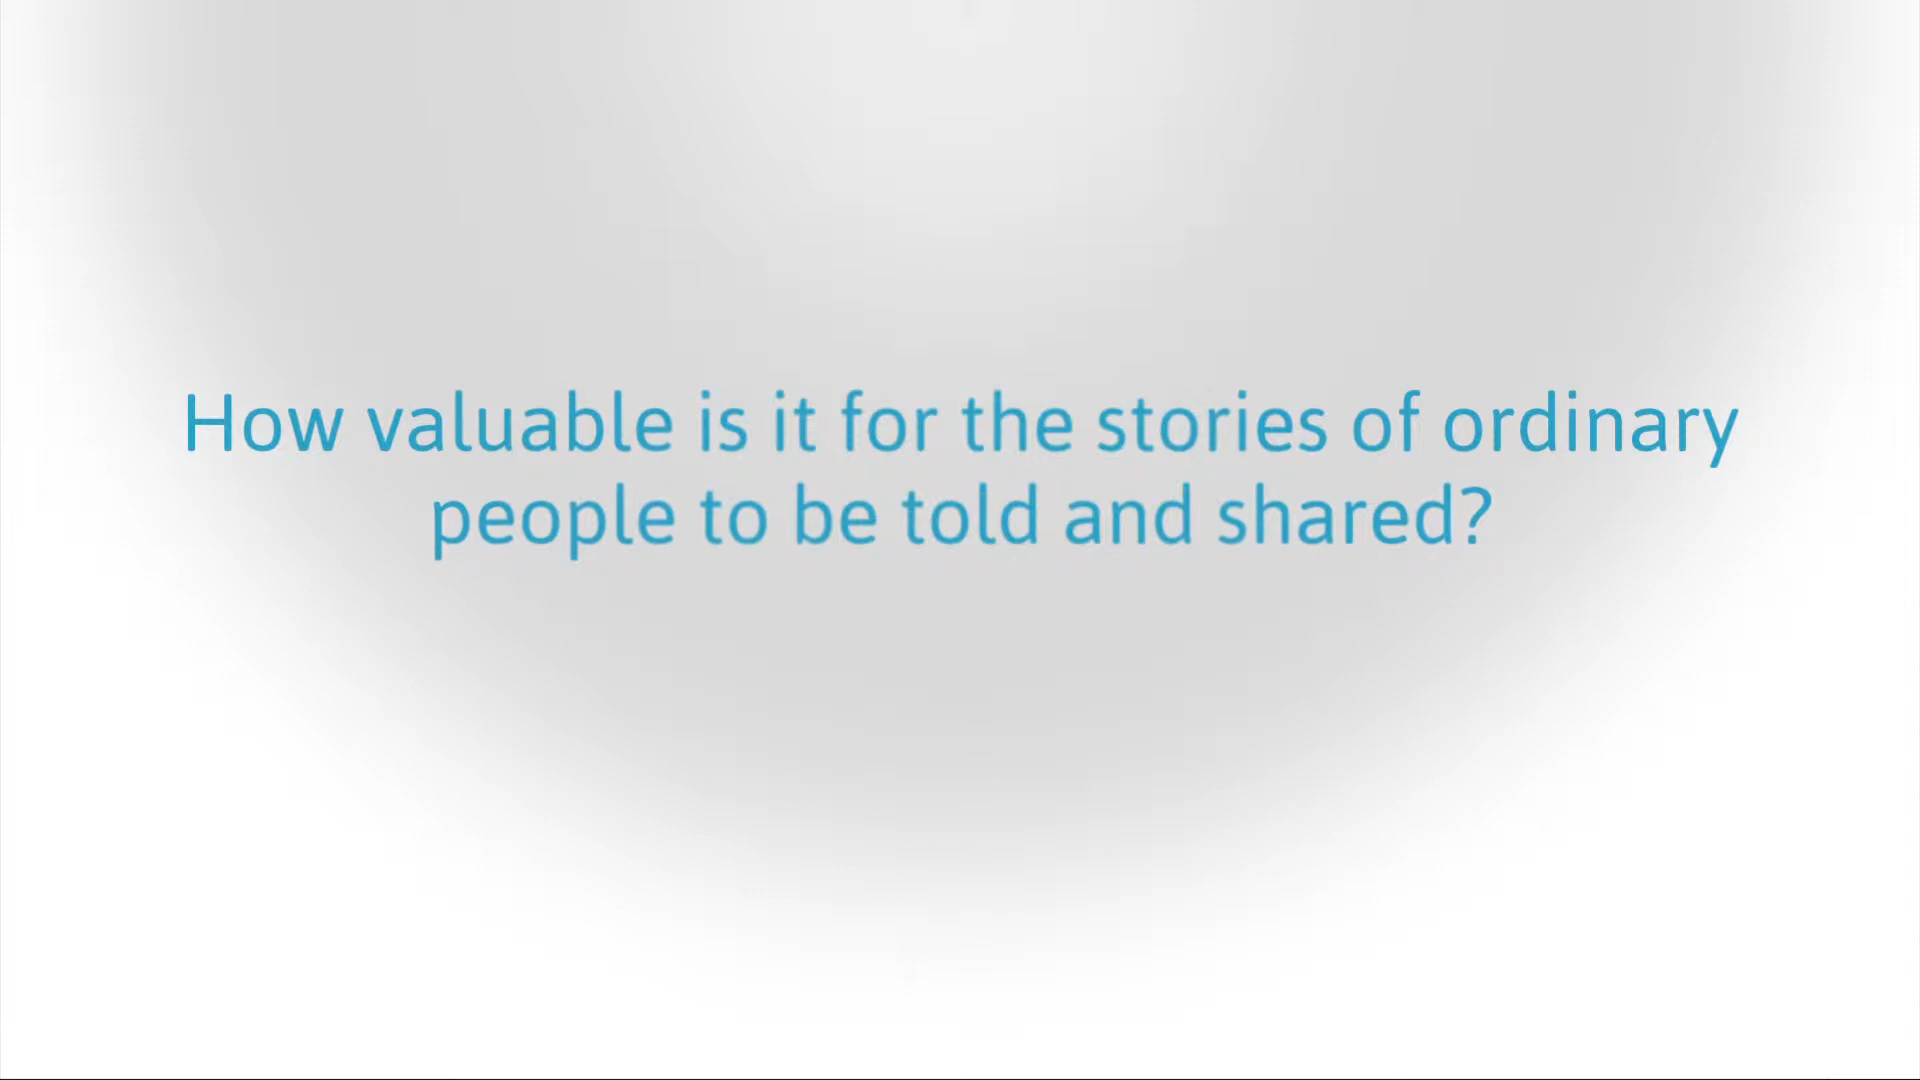 How valuable is it for the stories of ordinary
people to be told and shared?